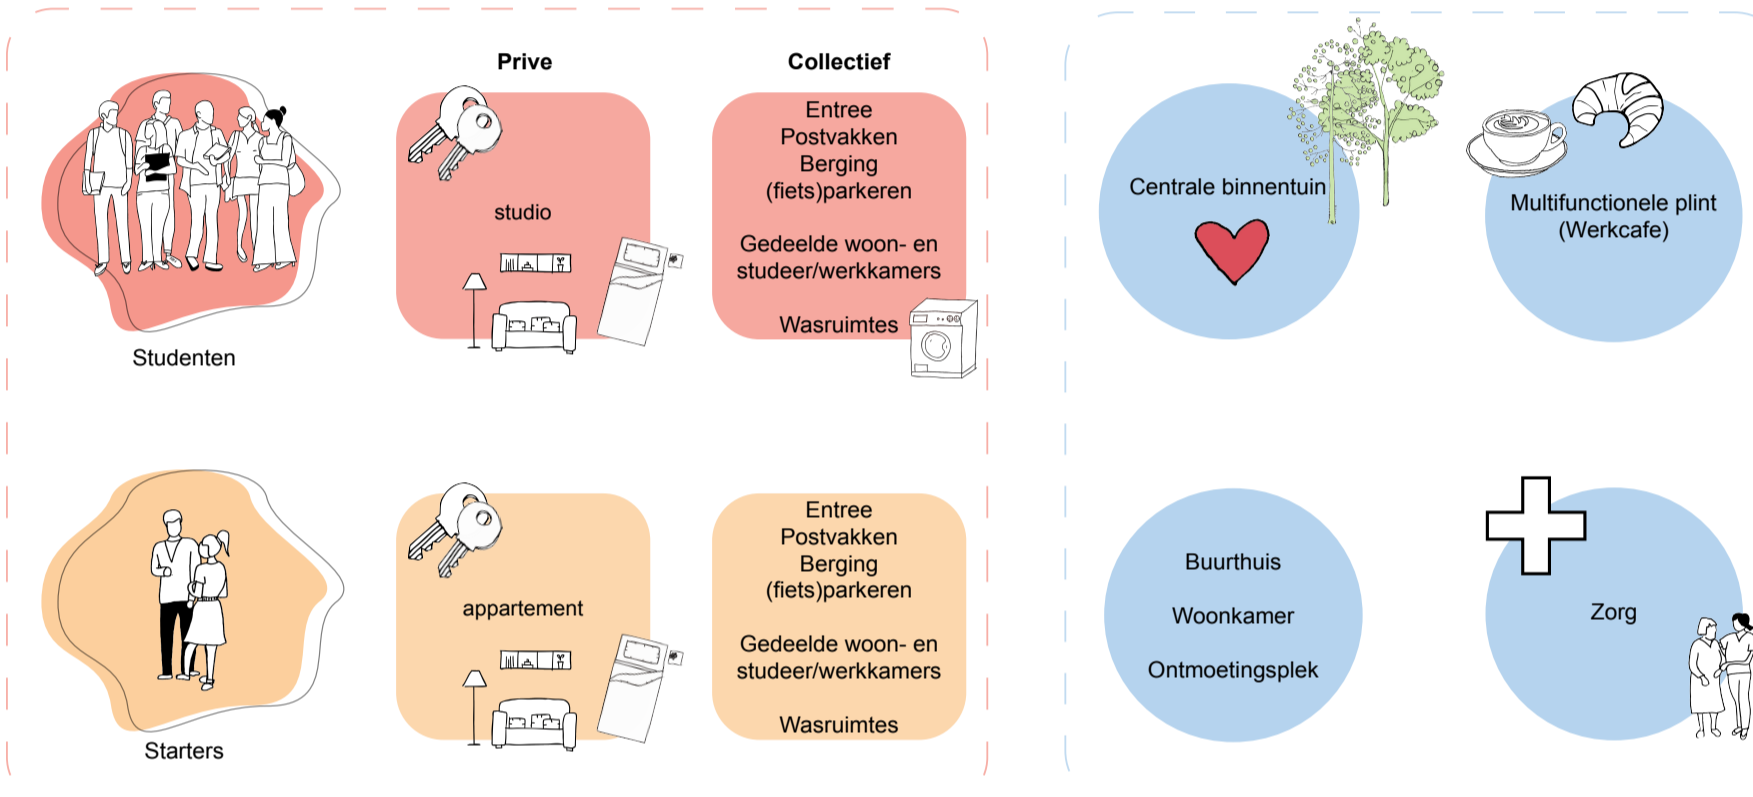 Prive
Collectief
Studenten
studio
Entree
Postvakken
Berging
(fiets)parkeren
Gedeelde woon- en
studeer/werkkamers
Wasruimtes
Starters
appartement
Entree
Postvakken
Berging
(fiets)parkeren
Gedeelde woon- en
studeer/werkkamers
Wasruimtes
Centrale binnentuin
Multifunctionele plint
(Werkcafe)
Buurthuis
Woonkamer
Ontmoetingsplek
Zorg